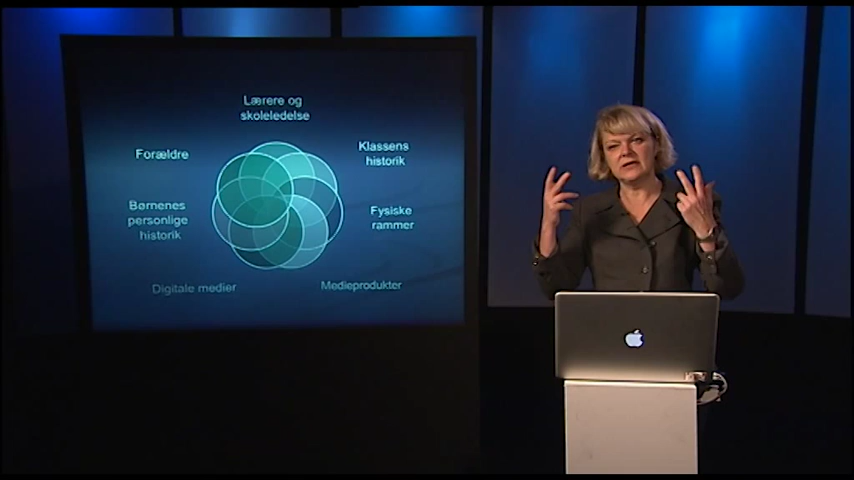 Lærere og
skoleledelse
Forældre
Klassens
historik
Børnenes
personlige
historik
Fysiske
rammer
Digitale medier
Medieprodukter